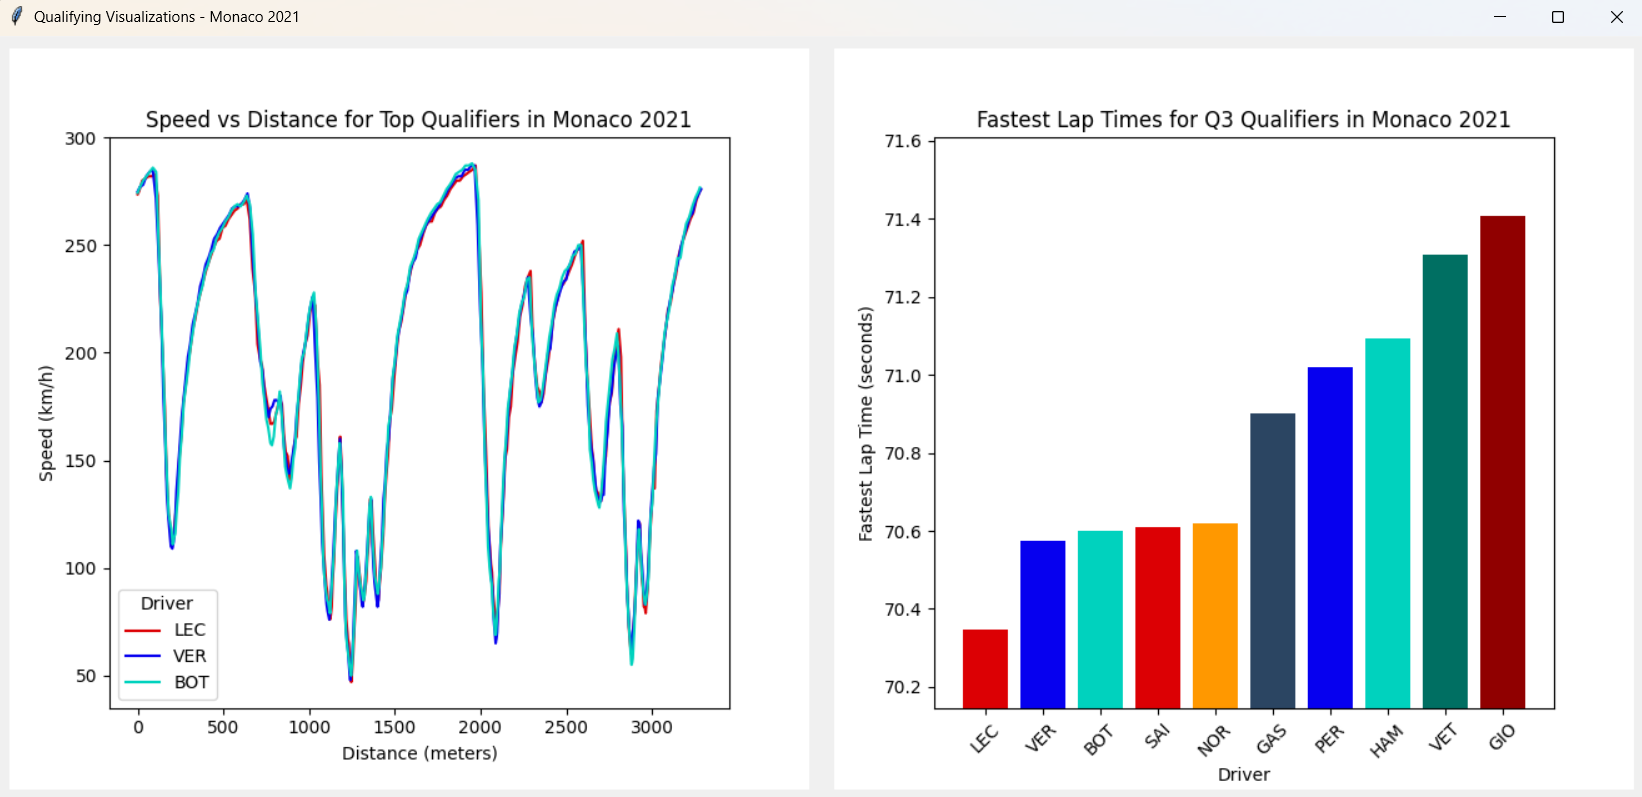 Qualifying Visualizations - Monaco 2021
Speed vs Distance for Top Qualifiers in Monaco 2021
300
250
200
150
100
50
Speed (km/h)
Driver
LEC
VER
BOT
0 500 1000 1500 2000 2500 3000
Distance (meters)
Fastest Lap Times for Q3 Qualifiers in Monaco 2021
71.6
71.4
71.2
71.0
70.8
70.6
70.4
70.2
Fastest Lap Time (seconds)
LEC VER BOT SAI NOR GAS PER HAM VET GIO
Driver